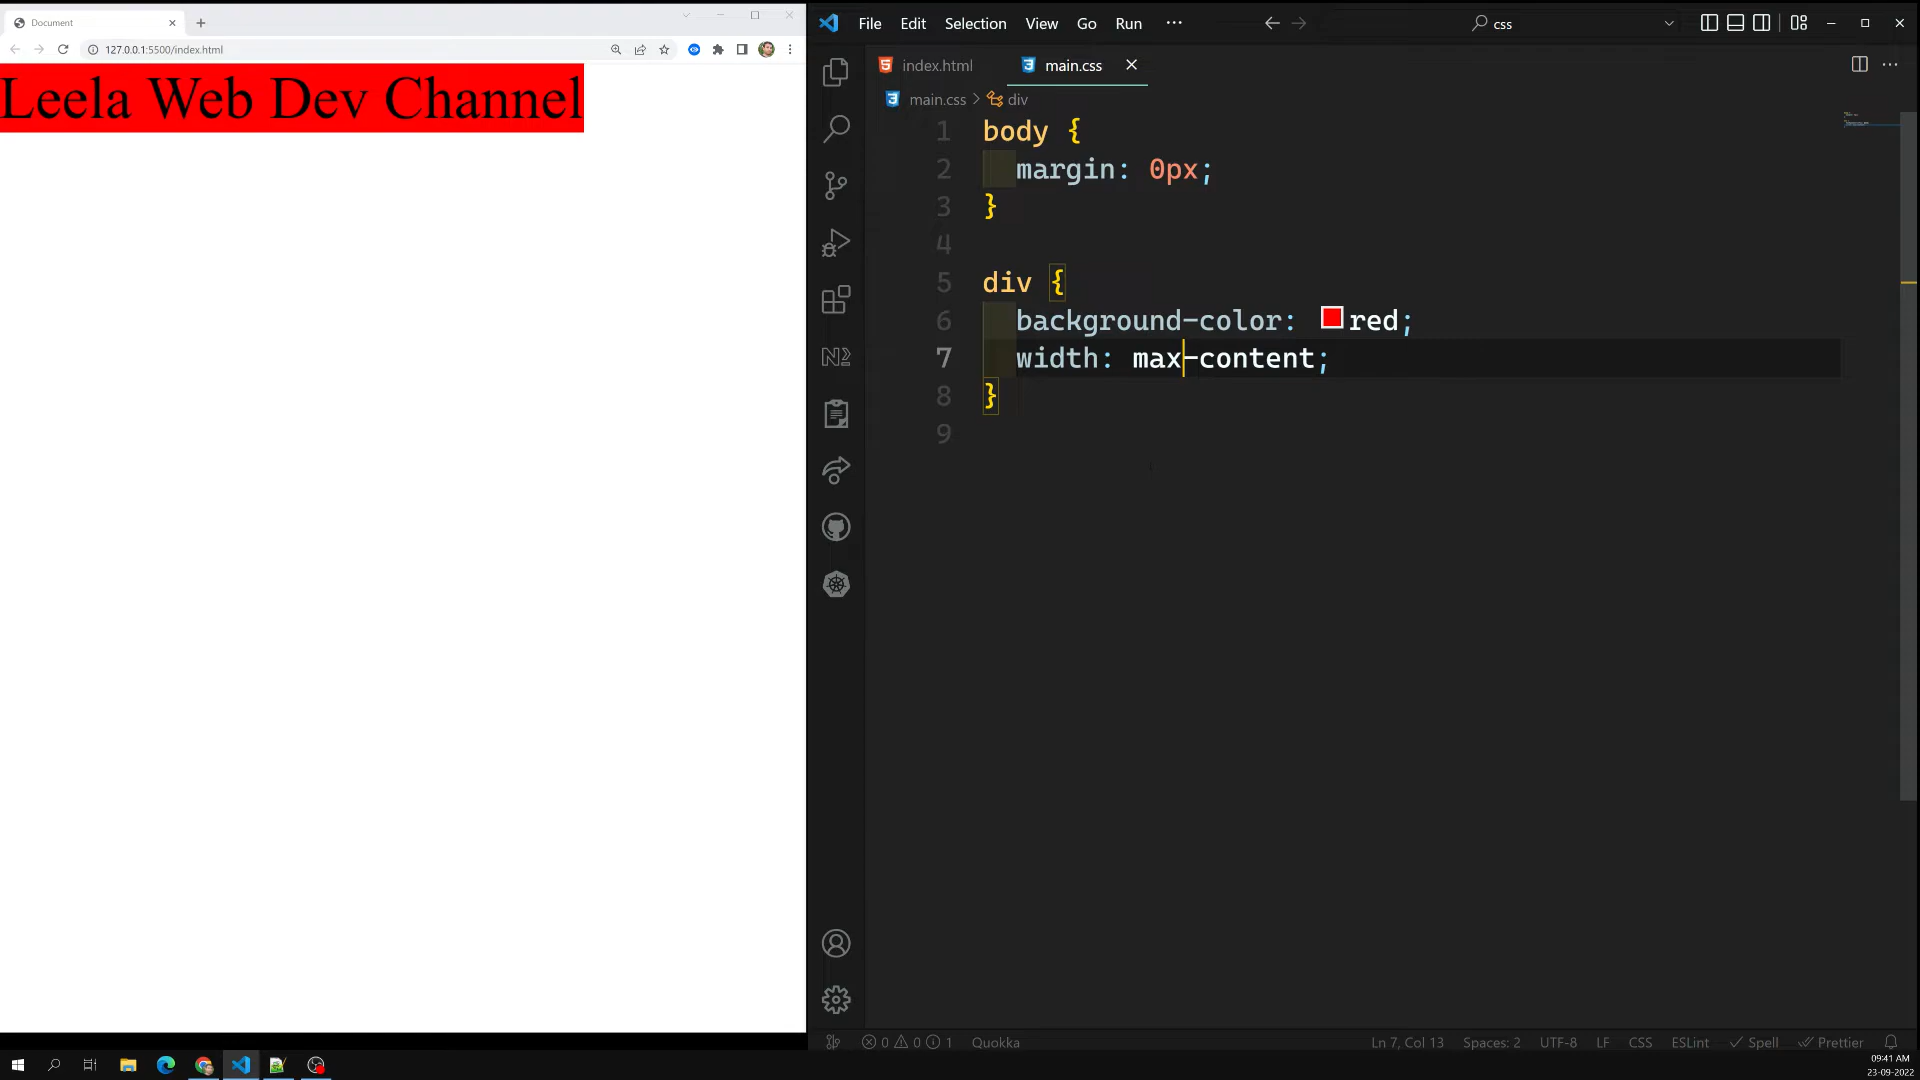 Document
127.0.0.1:5500/index.html
Leela Web Dev Channel
File Edit Selection View Go Run ···
css
index.html
main.css
main.css > div
1 body {
2 margin: 0px;
3 }
4
5 div {
6 background-color: red;
7 width: max-content;
8 }
9
0 0 1 Quokka
Ln 7, Col 13 Spaces: 2 UTF-8 LF CSS ESLint Spell Prettier
09:41 AM
23-09-2022